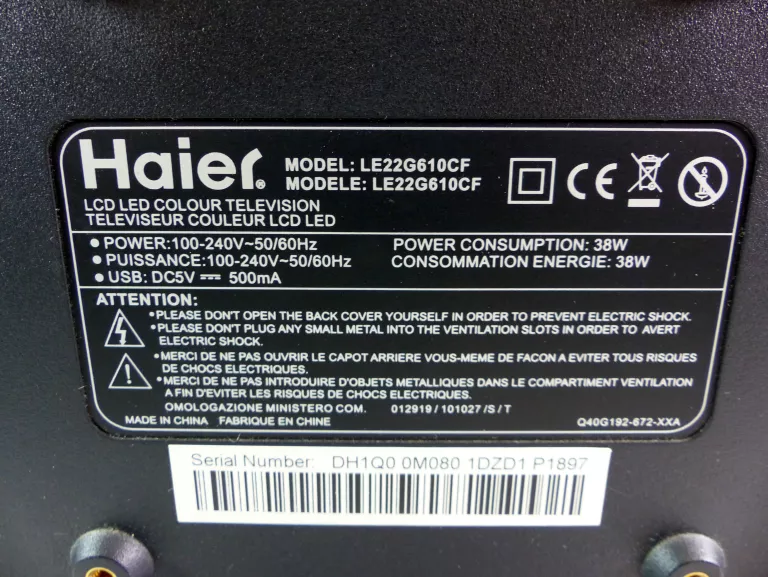 Haier®
MODEL: LE22G610CF
MODELE: LE22G610CF
LCD LED COLOUR TELEVISION
TELEVISEUR COULEUR LCD LED
CE
• POWER:100-240V~50/60Hz
POWER CONSUMPTION: 38W
• PUISSANCE:100-240V~50/60Hz
CONSOMMATION ENERGIE: 38W
• USB: DC5V ⎓ 500mA
ATTENTION:
•PLEASE DON'T OPEN THE BACK COVER YOURSELF IN ORDER TO PREVENT ELECTRIC SHOCK.
•PLEASE DON'T PLUG ANY SMALL METAL INTO THE VENTILATION SLOTS IN ORDER TO AVERT
ELECTRIC SHOCK.
•MERCI DE NE PAS OUVRIR LE CAPOT ARRIERE VOUS-MEME DE FACON A EVITER TOUS RISQUES
DE CHOCS ELECTRIQUES.
•MERCI DE NE PAS INTRODUIRE D'OBJETS METALLIQUES DANS LE COMPARTIMENT VENTILATION
A FIN D'EVITER LES RISQUES DE CHOCS ELECTRIQUES.
OMOLOGAZIONE MINISTERO COM. 012919 / 101027 /S / T
MADE IN CHINA FABRIQUE EN CHINE
Q40G192-672-XXA
Serial Number: DH1Q0 0M080 1DZD1 P1897